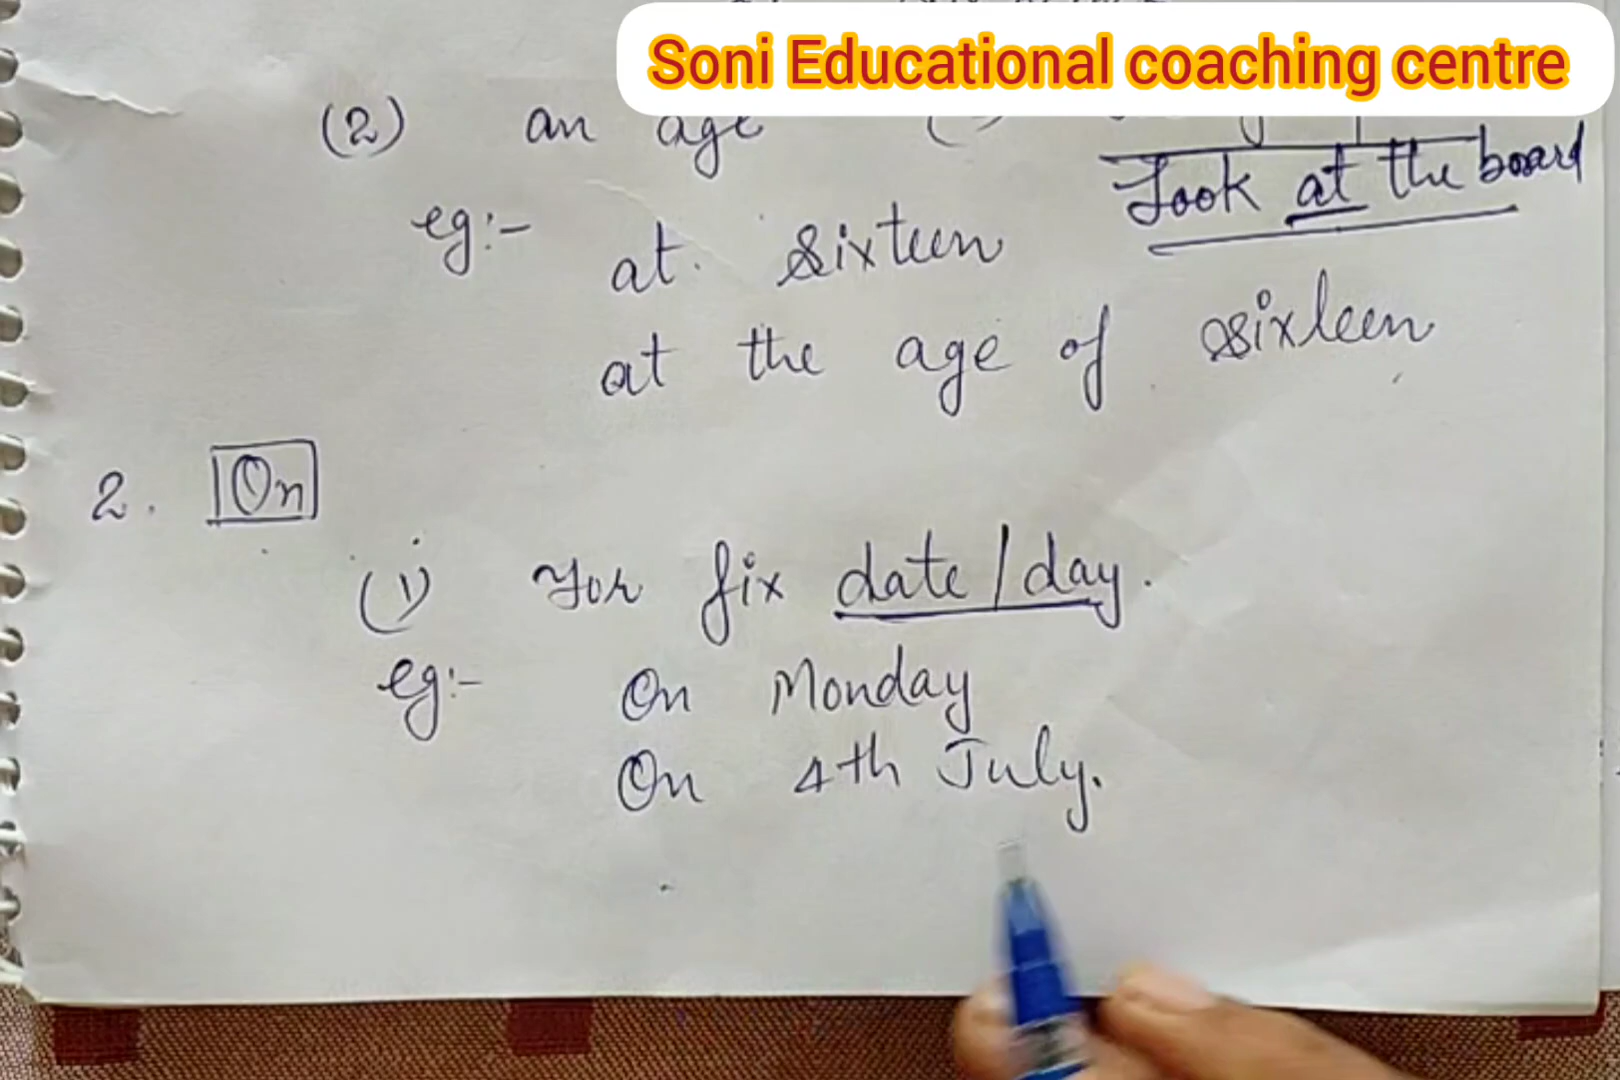 Soni Educational coaching centre
(2) an age
Look at the board
eg:- at sixteen
at the age of sixteen
2. On
(1) For fix date/day.
eg:- On Monday
On 4th July.